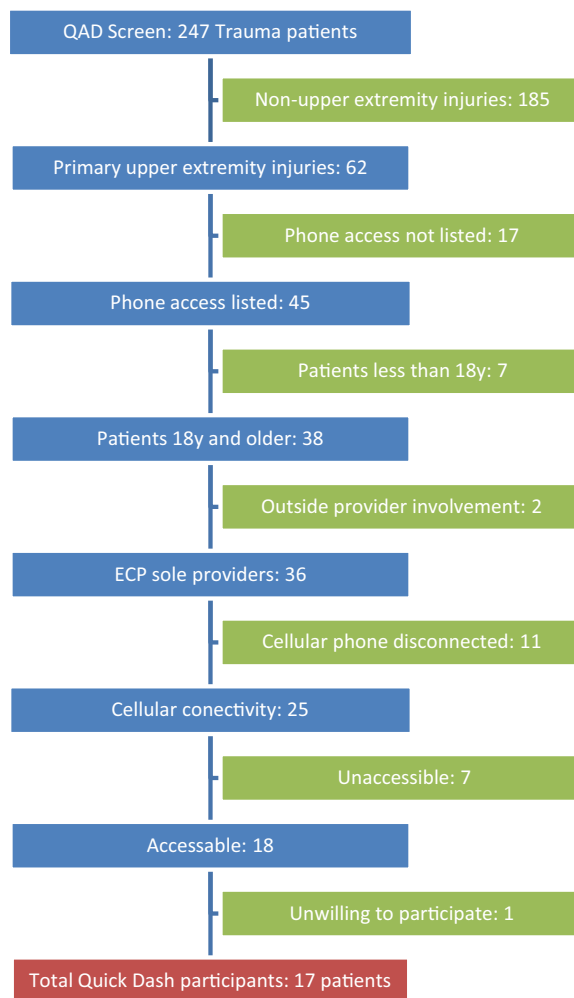 QAD Screen: 247 Trauma patients
Non-upper extremity injuries: 185
Primary upper extremity injuries: 62
Phone access not listed: 17
Phone access listed: 45
Patients less than 18y: 7
Patients 18y and older: 38
Outside provider involvement: 2
ECP sole providers: 36
Cellular phone disconnected: 11
Cellular conectivity: 25
Unaccessible: 7
Accessable: 18
Unwilling to participate: 1
Total Quick Dash participants: 17 patients